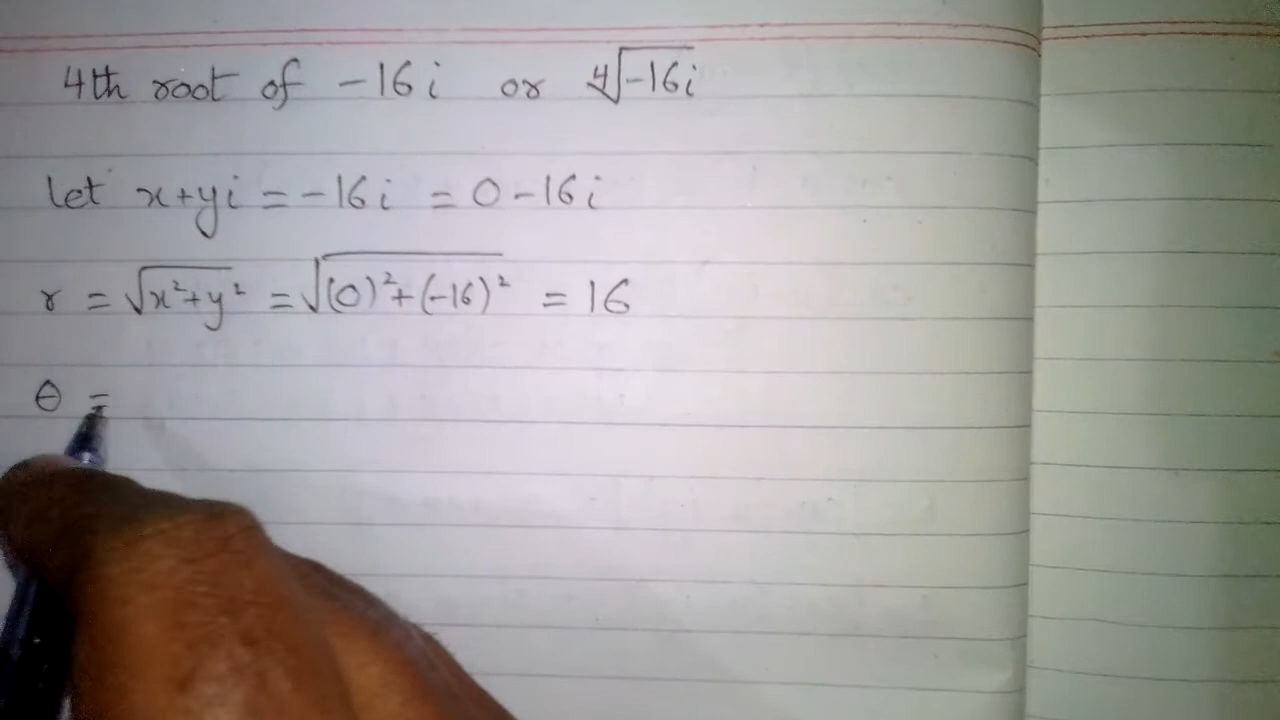 4th root of -16i or ∜-16i
let x+yi = -16i = 0-16i
r = √x²+y² = √(0)²+(-16)² = 16
θ =